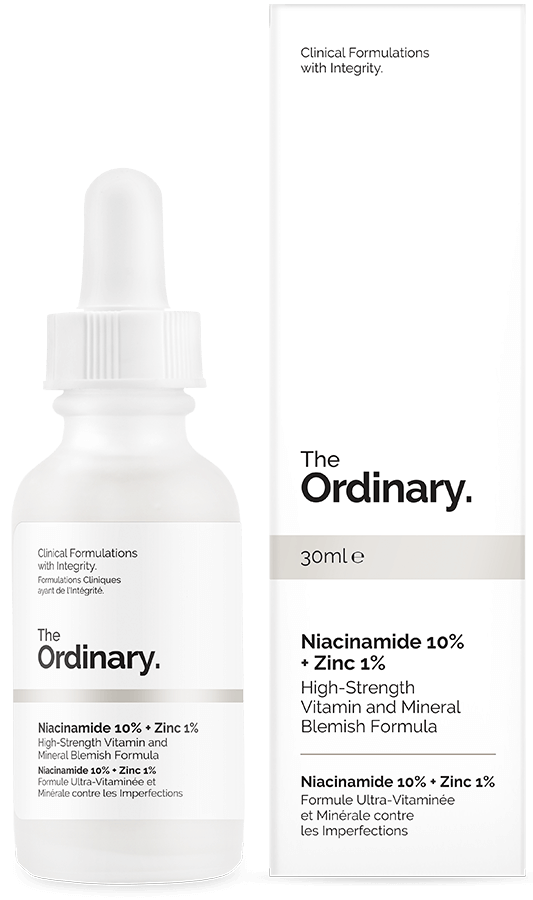 Clinical Formulations
with Integrity.
Formulations Cliniques
ayant de l'Intégrité.
The
Ordinary.
Niacinamide 10% + Zinc 1%
High-Strength Vitamin and
Mineral Blemish Formula
Niacinamide 10% + Zinc 1%
Formule Ultra-Vitaminée et
Minérale contre les Imperfections
Clinical Formulations
with Integrity.
The
Ordinary.
30ml ℮
Niacinamide 10%
+ Zinc 1%
High-Strength
Vitamin and Mineral
Blemish Formula
Niacinamide 10% + Zinc 1%
Formule Ultra-Vitaminée
et Minérale contre
les Imperfections